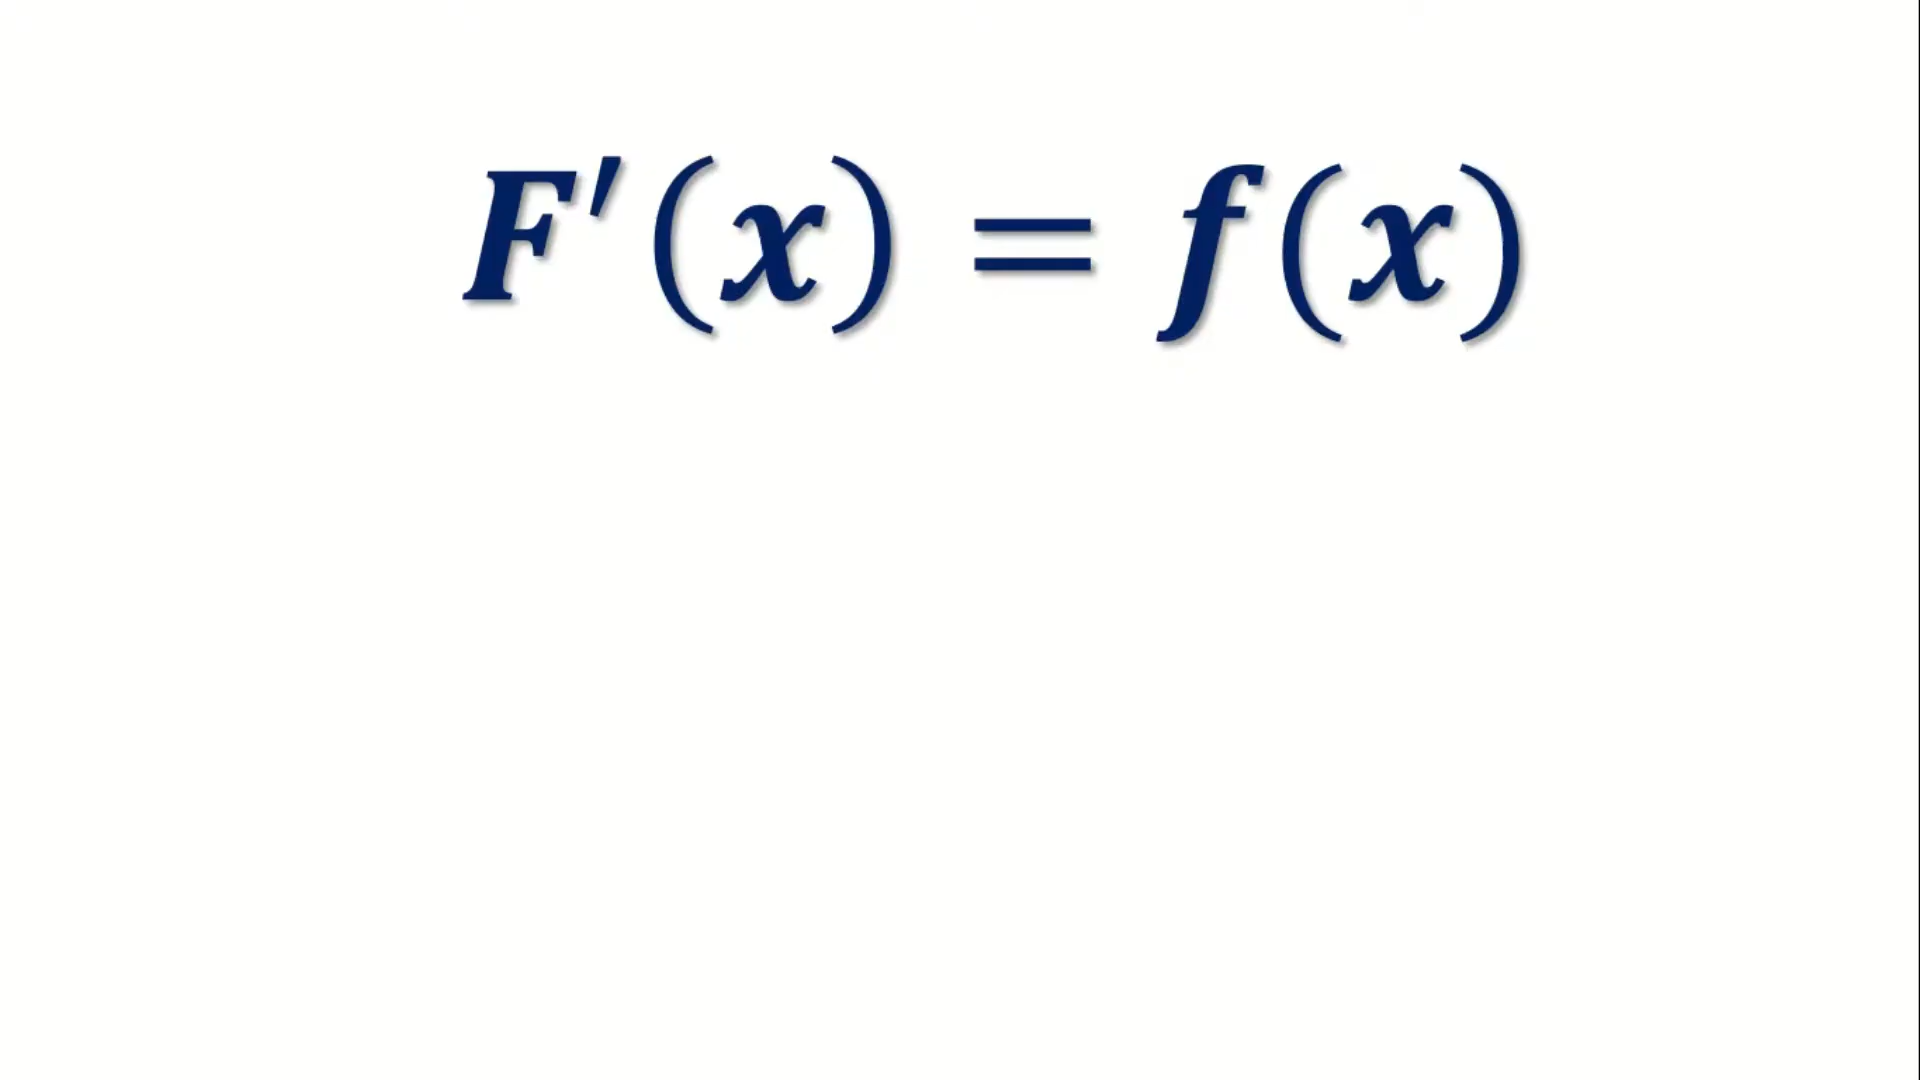 F′(x) = f(x)